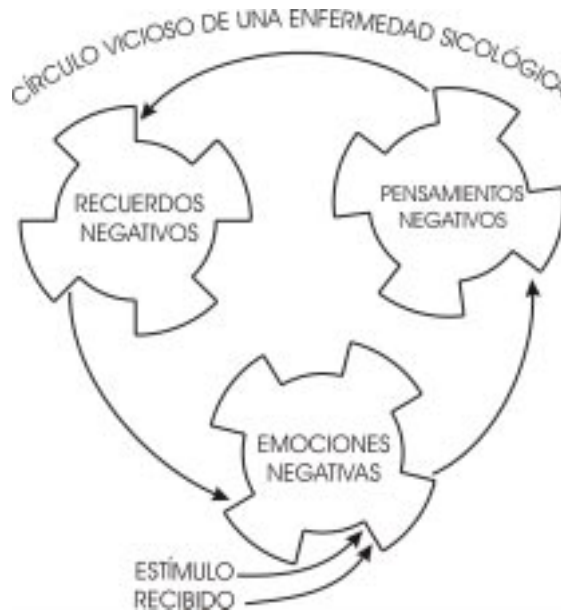 CÍRCULO VICIOSO DE UNA ENFERMEDAD SICOLÓGICA
RECUERDOS
NEGATIVOS
PENSAMIENTOS
NEGATIVOS
EMOCIONES
NEGATIVAS
ESTÍMULO
RECIBIDO